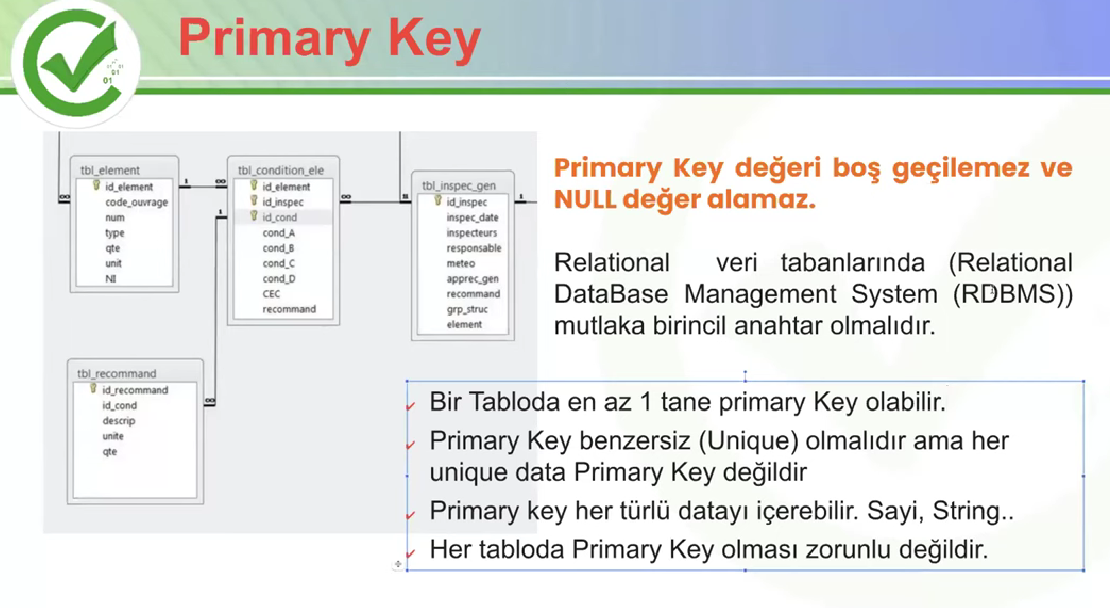 Primary Key
01
01
tbl_element
id_element
code_ouvrage
num
type
qte
unit
NII
tbl_condition_ele
id_element
id_inspec
id_cond
cond_A
cond_B
cond_C
cond_D
CEC
recommand
tbl_inspec_gen
id_inspec
inspec_date
inspecteurs
responsable
meteo
apprec_gen
recommand
grp_struc
element
tbl_recommand
id_recommand
id_cond
descrip
unite
qte
1
∞
1
∞
∞
∞
1
Primary Key değeri boş geçilemez ve
NULL değer alamaz.
Relational veri tabanlarında (Relational
DataBase Management System (RDBMS))
mutlaka birincil anahtar olmalıdır.
✓ Bir Tabloda en az 1 tane primary Key olabilir.
✓ Primary Key benzersiz (Unique) olmalıdır ama her
unique data Primary Key değildir
✓ Primary key her türlü datayı içerebilir. Sayi, String..
✓ Her tabloda Primary Key olması zorunlu değildir.